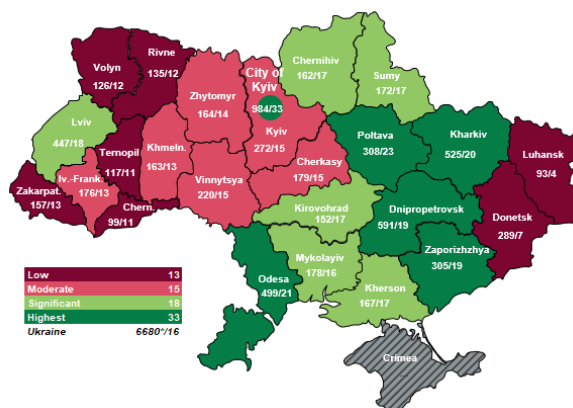 Volyn
126/12
Rivne
135/12
Zhytomyr
164/14
City of
Kyiv
984/33
Kyiv
272/15
Chernihiv
162/17
Sumy
172/17
Lviv
447/18
Ternopil
117/11
Khmeln.
163/13
Vinnytsya
220/15
Cherkasy
179/15
Poltava
308/23
Kharkiv
525/20
Luhansk
93/4
Zakarpat.
157/13
Iv.-Frank.
176/13
Chern.
99/11
Kirovohrad
152/17
Dnipropetrovsk
591/19
Donetsk
289/7
Odesa
499/21
Mykolayiv
178/16
Kherson
167/17
Zaporizhzhya
305/19
Crimea
Low 13
Moderate 15
Significant 18
Highest 33
Ukraine 6680*/16